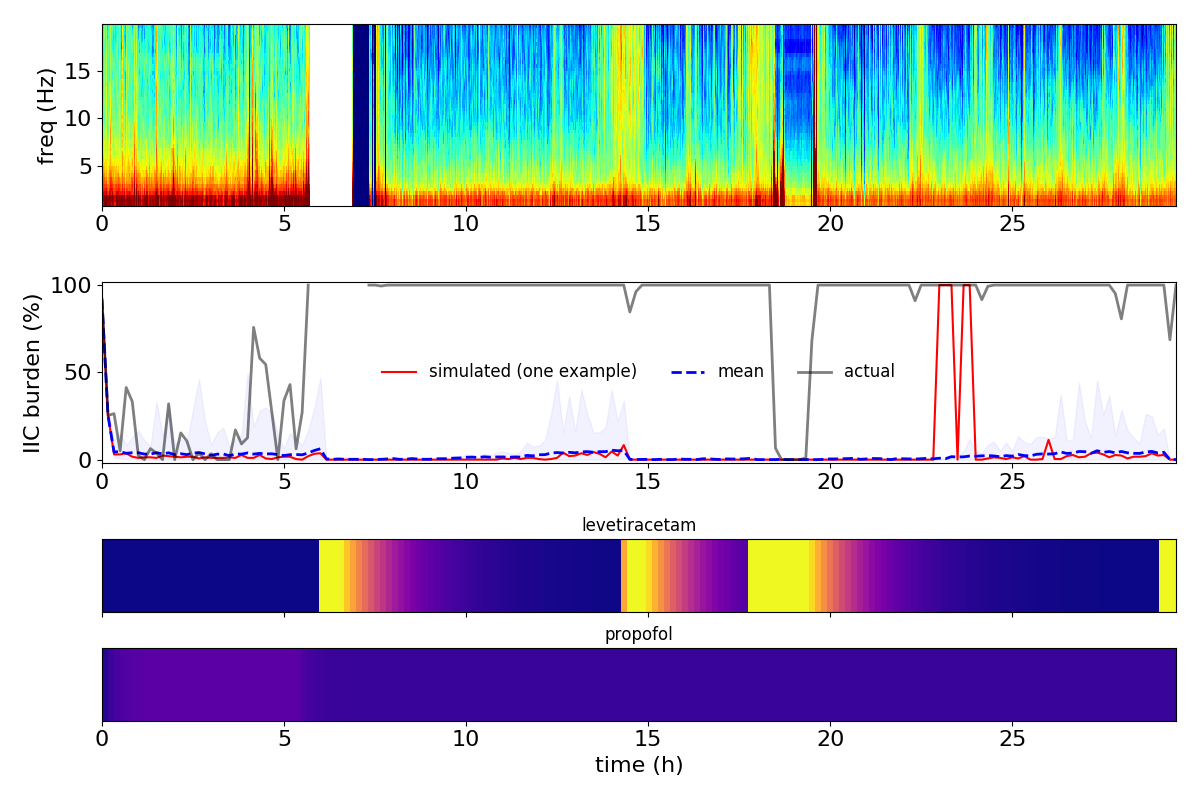 freq (Hz)
15
10
5
0 5 10 15 20 25
IIC burden (%)
100
50
0
simulated (one example) mean actual
0 5 10 15 20 25
levetiracetam
propofol
0 5 10 15 20 25
time (h)